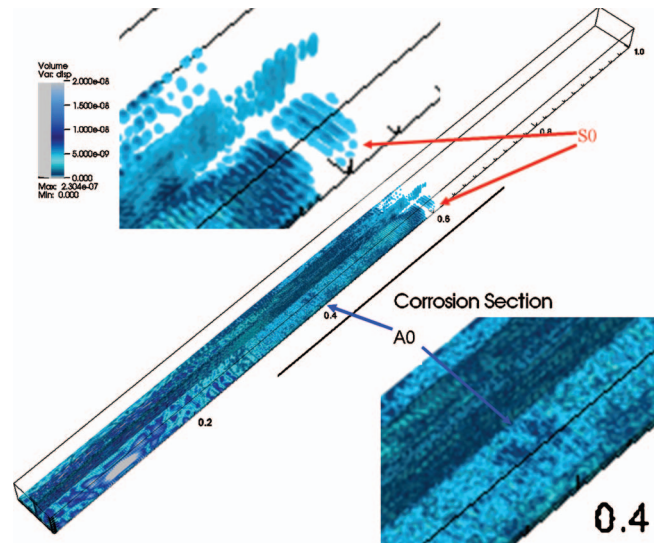 Volume
Var: disp
2.000e-08
1.500e-08
1.000e-08
5.000e-09
0.000
Max: 2.304e-07
Min: 0.000
1.0
0.8
S0
0.6
Corrosion Section
0.4
A0
0.2
0.4